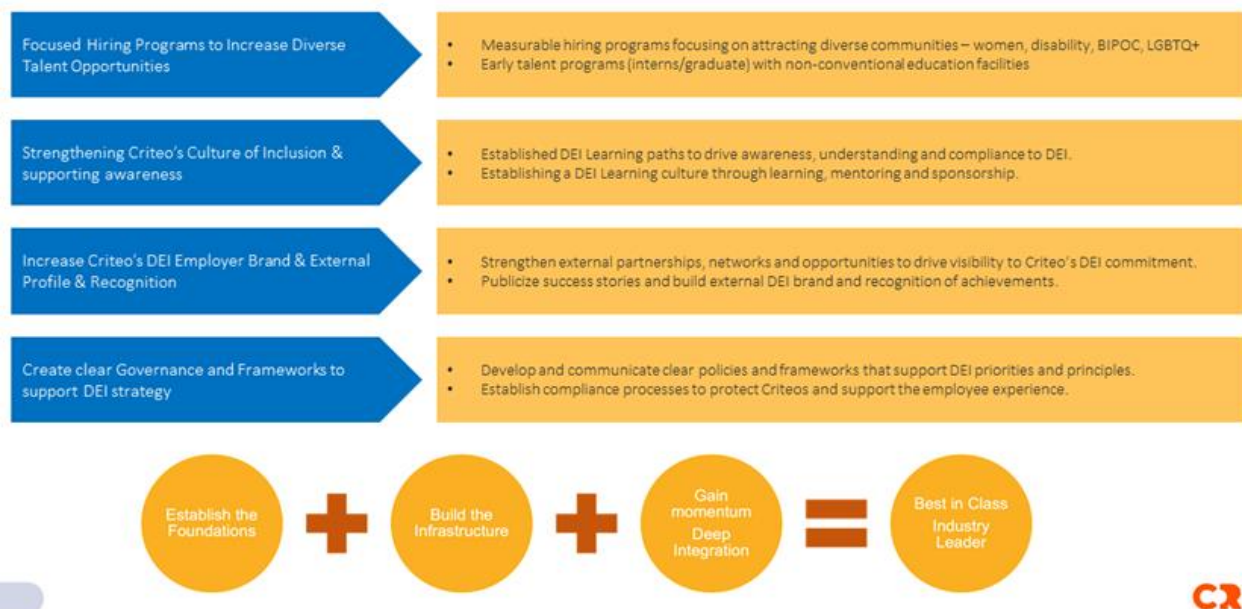 Focused Hiring Programs to Increase Diverse
Talent Opportunities
• Measurable hiring programs focusing on attracting diverse communities – women, disability, BIPOC, LGBTQ+
• Early talent programs (interns/graduate) with non-conventional education facilities
Strengthening Criteo's Culture of Inclusion &
supporting awareness
• Established DEI Learning paths to drive awareness, understanding and compliance to DEI.
• Establishing a DEI Learning culture through learning, mentoring and sponsorship.
Increase Criteo's DEI Employer Brand & External
Profile & Recognition
• Strengthen external partnerships, networks and opportunities to drive visibility to Criteo's DEI commitment.
• Publicize success stories and build external DEI brand and recognition of achievements.
Create clear Governance and Frameworks to
support DEI strategy
• Develop and communicate clear policies and frameworks that support DEI priorities and principles.
• Establish compliance processes to protect Criteos and support the employee experience.
Establish the
Foundations
+
Build the
Infrastructure
+
Gain
momentum
Deep
Integration
=
Best in Class
Industry
Leader